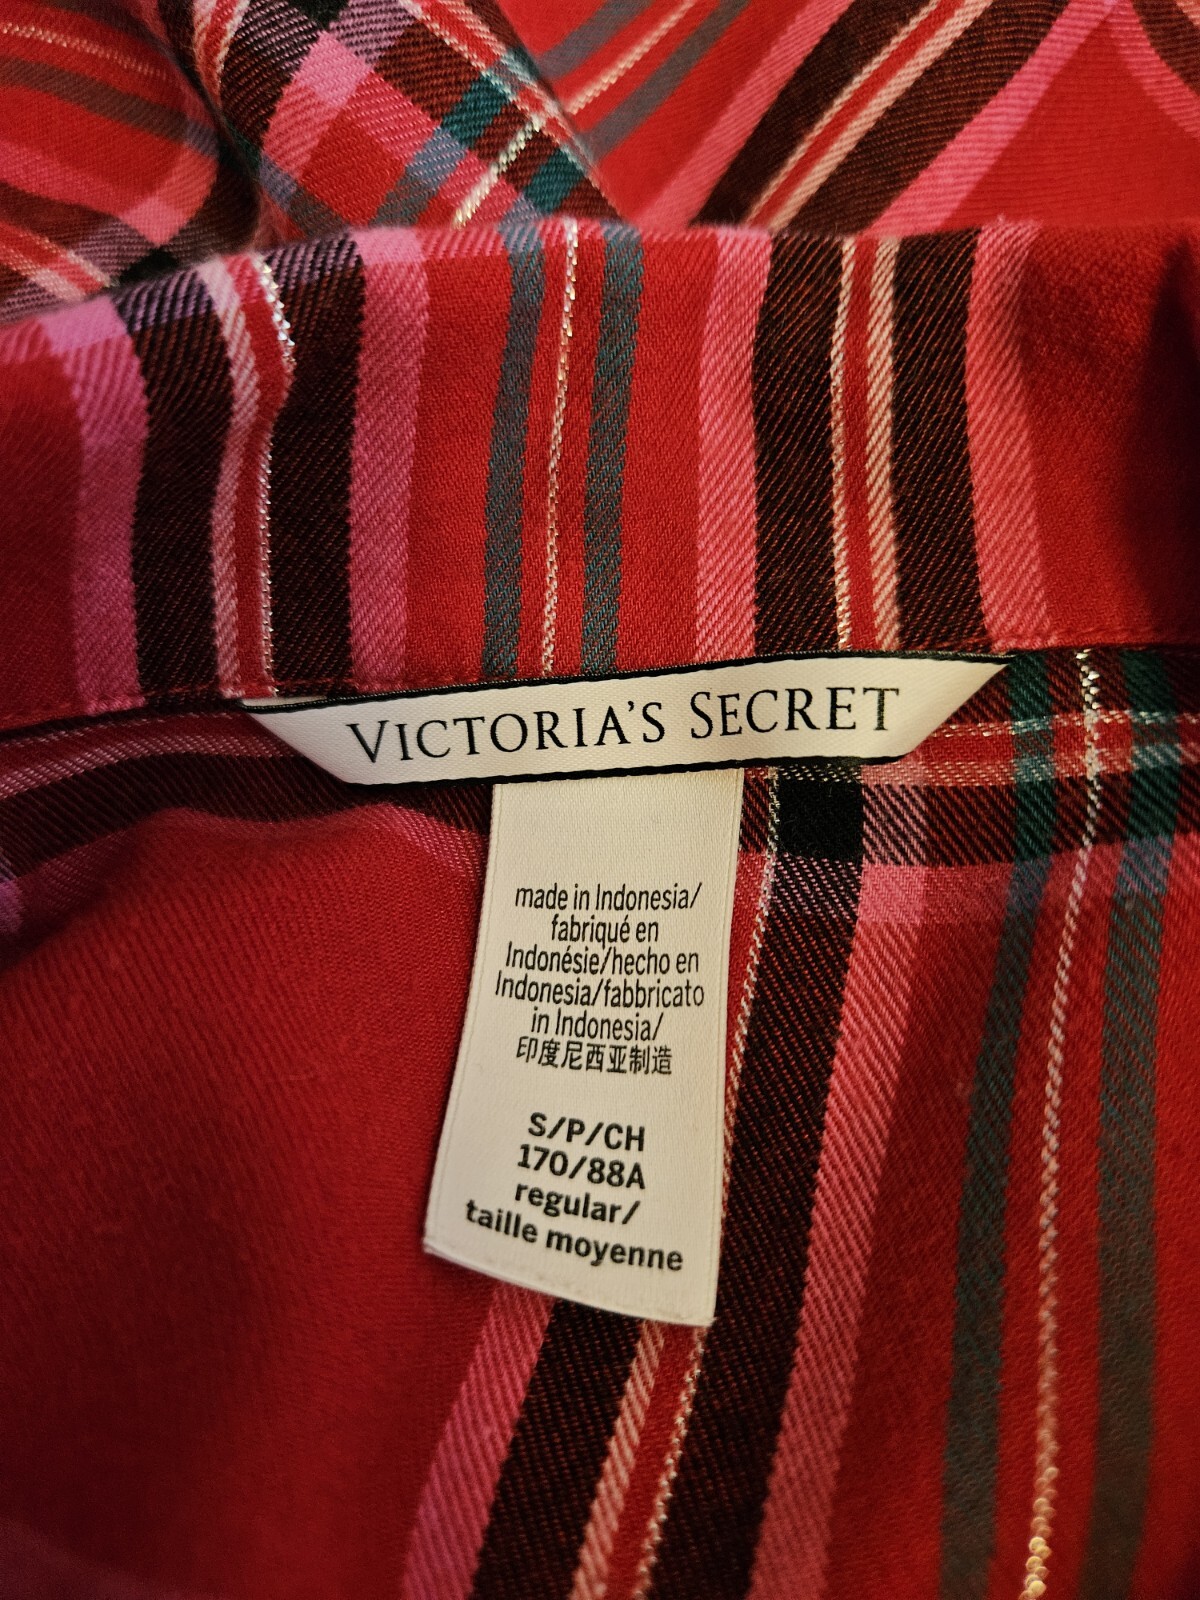 VICTORIA'S SECRET
made in Indonesia/
fabriqué en
Indonésie/hecho en
Indonesia/fabbricato
in Indonesia/
印度尼西亚制造
S/P/CH
170/88A
regular/
taille moyenne